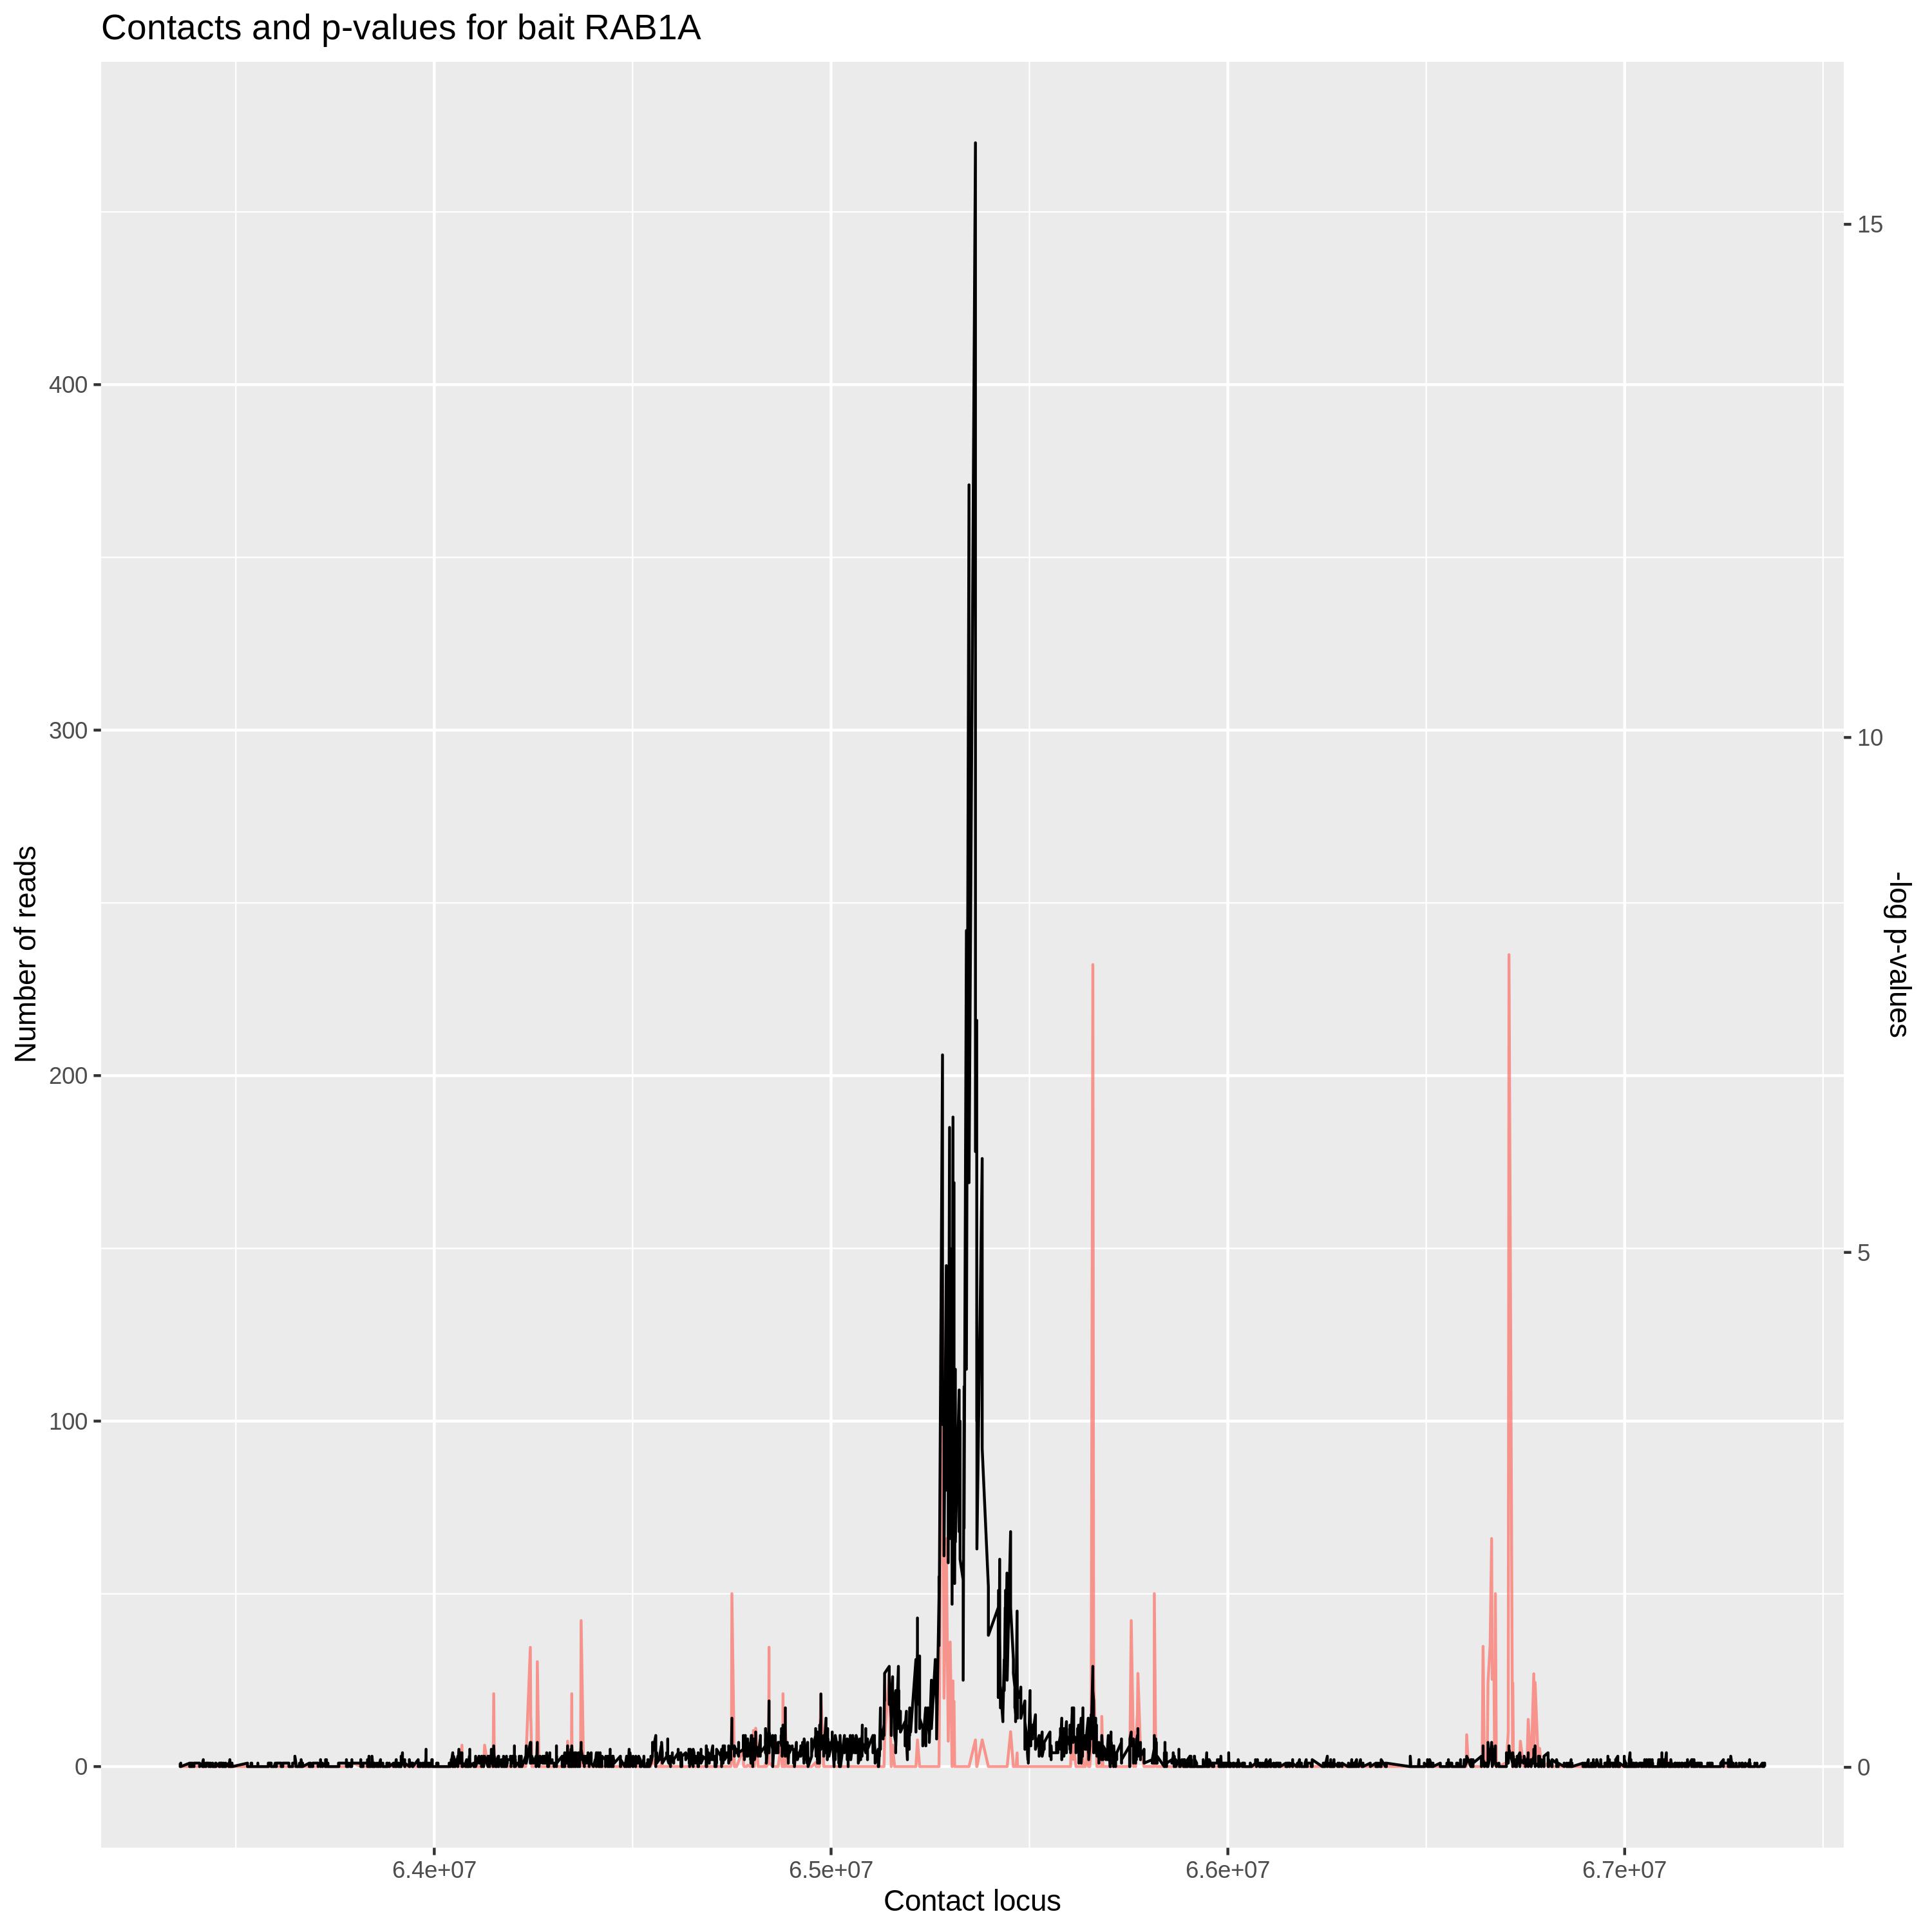 Contacts and p-values for bait RAB1A
Number of reads
400
300
200
100
0
15
10
5
0
-log p-values
6.4e+07 6.5e+07 6.6e+07 6.7e+07
Contact locus